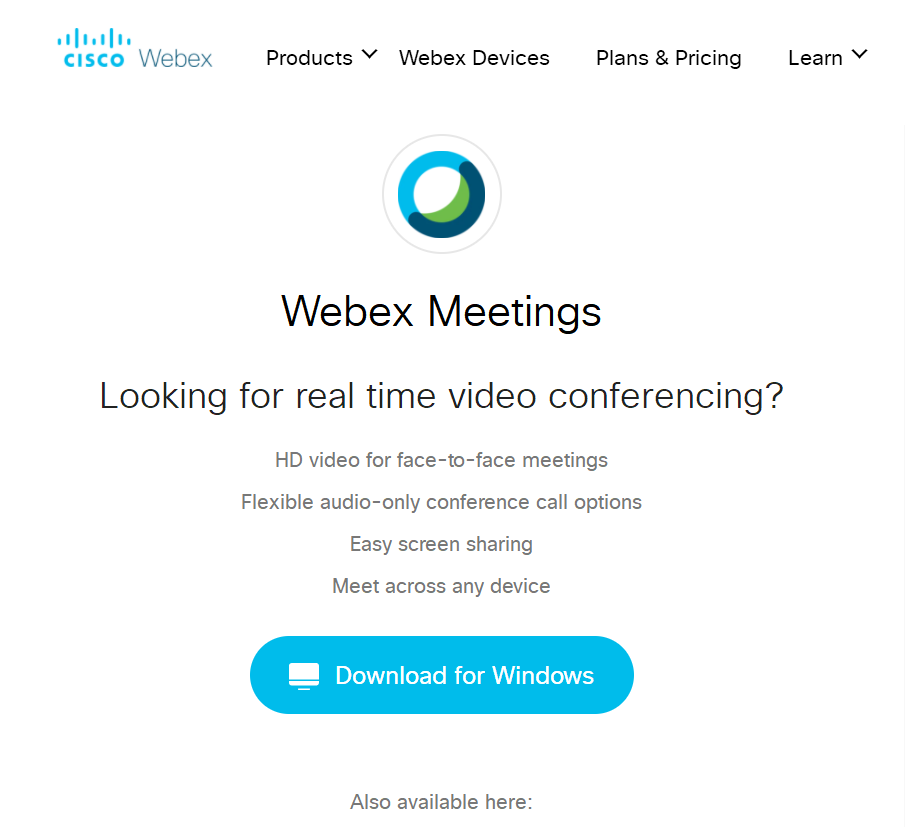 CISCO Webex Products Webex Devices Plans & Pricing Learn
Webex Meetings
Looking for real time video conferencing?
HD video for face-to-face meetings
Flexible audio-only conference call options
Easy screen sharing
Meet across any device
Download for Windows
Also available here: